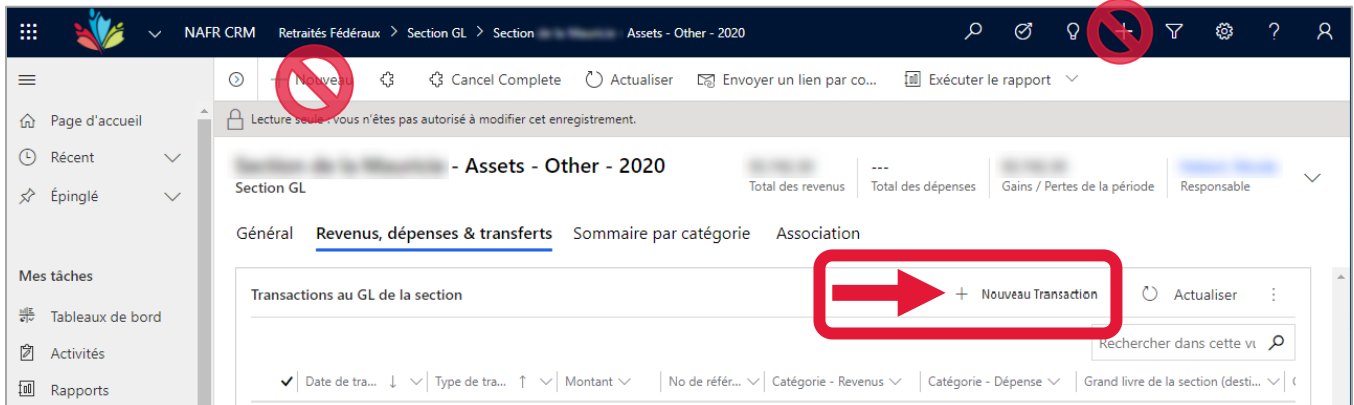 NAFR CRM Retraités Fédéraux > Section GL > Section Assets - Other - 2020
Nouveau Cancel Complete Actualiser Envoyer un lien par co... Exécuter le rapport
Lecture seule : vous n'êtes pas autorisé à modifier cet enregistrement.
Page d'accueil
Récent
Épinglé
Mes tâches
Tableaux de bord
Activités
Rapports
- Assets - Other - 2020
Section GL
Total des revenus
---
Total des dépenses
Gains / Pertes de la période
Responsable
Général Revenus, dépenses & transferts Sommaire par catégorie Association
Transactions au GL de la section + Nouveau Transaction Actualiser
Rechercher dans cette vu
Date de tra... Type de tra... Montant No de référ... Catégorie - Revenus Catégorie - Dépense Grand livre de la section (desti...